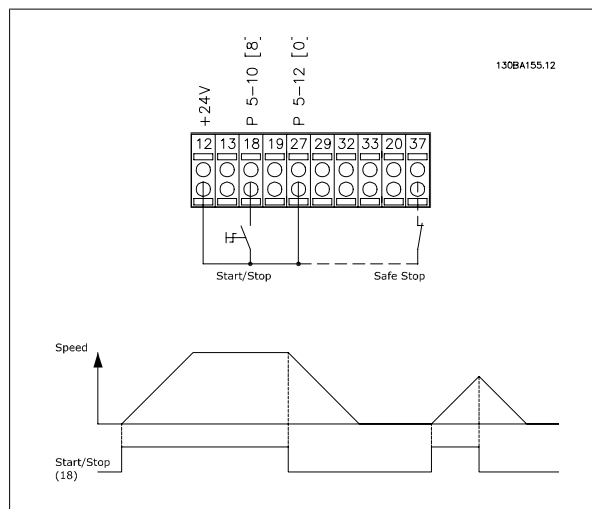 130BA155.12
+24V
P 5-10 [8]
P 5-12 [0]
12 13 18 19 27 29 32 33 20 37
Start/Stop
Safe Stop
Speed
Start/Stop
(18)